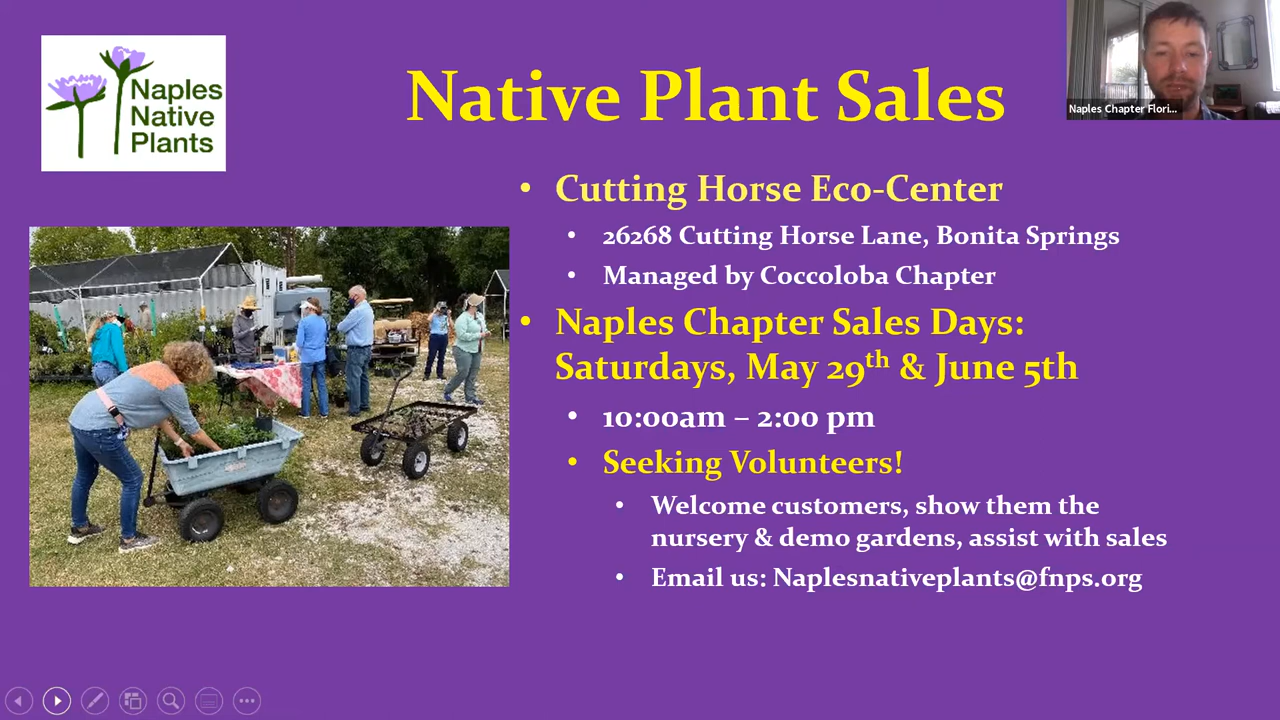 Naples
Native
Plants
Native Plant Sales
Naples Chapter Flori...
• Cutting Horse Eco-Center
• 26268 Cutting Horse Lane, Bonita Springs
• Managed by Coccoloba Chapter
• Naples Chapter Sales Days:
Saturdays, May 29th & June 5th
• 10:00am – 2:00 pm
• Seeking Volunteers!
• Welcome customers, show them the
nursery & demo gardens, assist with sales
• Email us: Naplesnativeplants@fnps.org